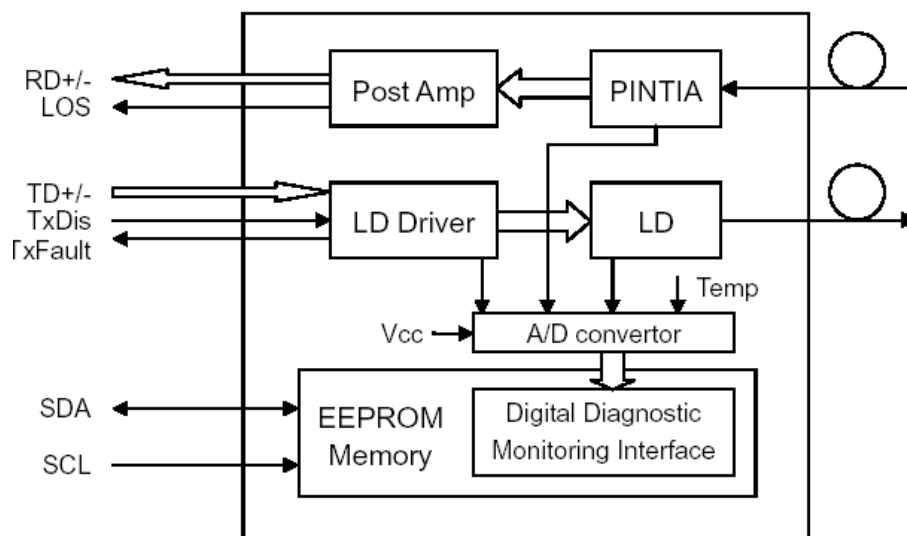 RD+/-
LOS
Post Amp
PINTIA
TD+/-
TxDis
TxFault
LD Driver
LD
Temp
Vcc
A/D convertor
SDA
SCL
EEPROM
Memory
Digital Diagnostic
Monitoring Interface